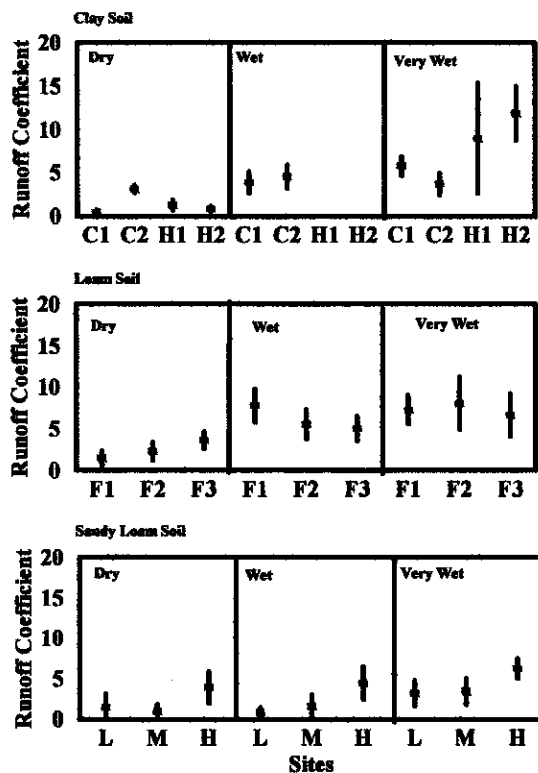 Clay Soil
20
Dry
Wet
Very Wet
15
10
5
0
Runoff Coefficient
C1 C2 H1 H2 C1 C2 H1 H2 C1 C2 H1 H2
Loam Soil
20
Dry
Wet
Very Wet
15
10
5
0
Runoff Coefficient
F1 F2 F3 F1 F2 F3 F1 F2 F3
Sandy Loam Soil
20
Dry
Wet
Very Wet
15
10
5
0
Runoff Coefficient
L M H L M H L M H
Sites